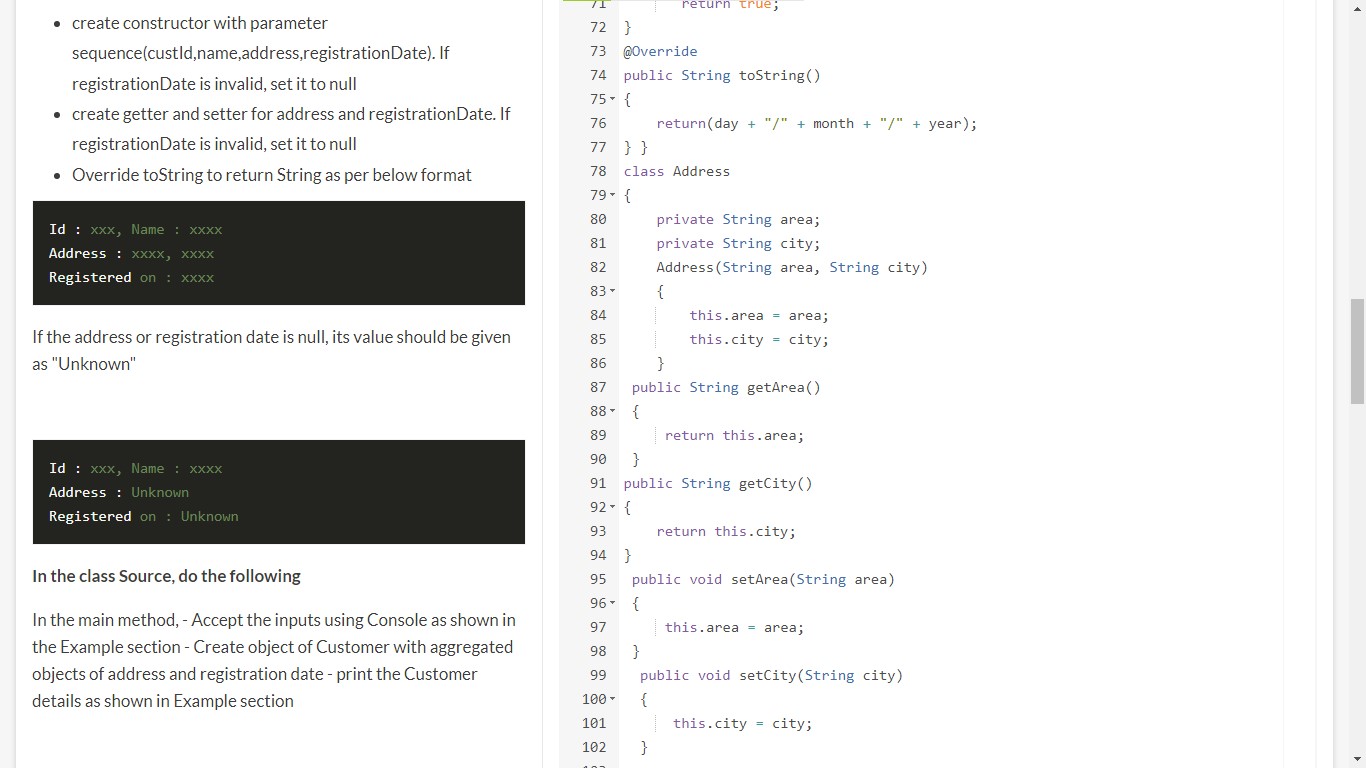 create constructor with parameter
sequence(custId,name,address,registrationDate). If
registrationDate is invalid, set it to null
create getter and setter for address and registrationDate. If
registrationDate is invalid, set it to null
Override toString to return String as per below format
Id : xxx, Name : xxxx
Address : xxxx, xxxx
Registered on : xxxx
If the address or registration date is null, its value should be given
as "Unknown"
Id : xxx, Name : xxxx
Address : Unknown
Registered on : Unknown
In the class Source, do the following
In the main method, - Accept the inputs using Console as shown in
the Example section - Create object of Customer with aggregated
objects of address and registration date - print the Customer
details as shown in Example section
71 return true;
72 }
73 @Override
74 public String toString()
75 {
76 return(day + "/" + month + "/" + year);
77 } }
78 class Address
79 {
80 private String area;
81 private String city;
82 Address(String area, String city)
83 {
84 this.area = area;
85 this.city = city;
86 }
87 public String getArea()
88 {
89 return this.area;
90 }
91 public String getCity()
92 {
93 return this.city;
94 }
95 public void setArea(String area)
96 {
97 this.area = area;
98 }
99 public void setCity(String city)
100 {
101 this.city = city;
102 }